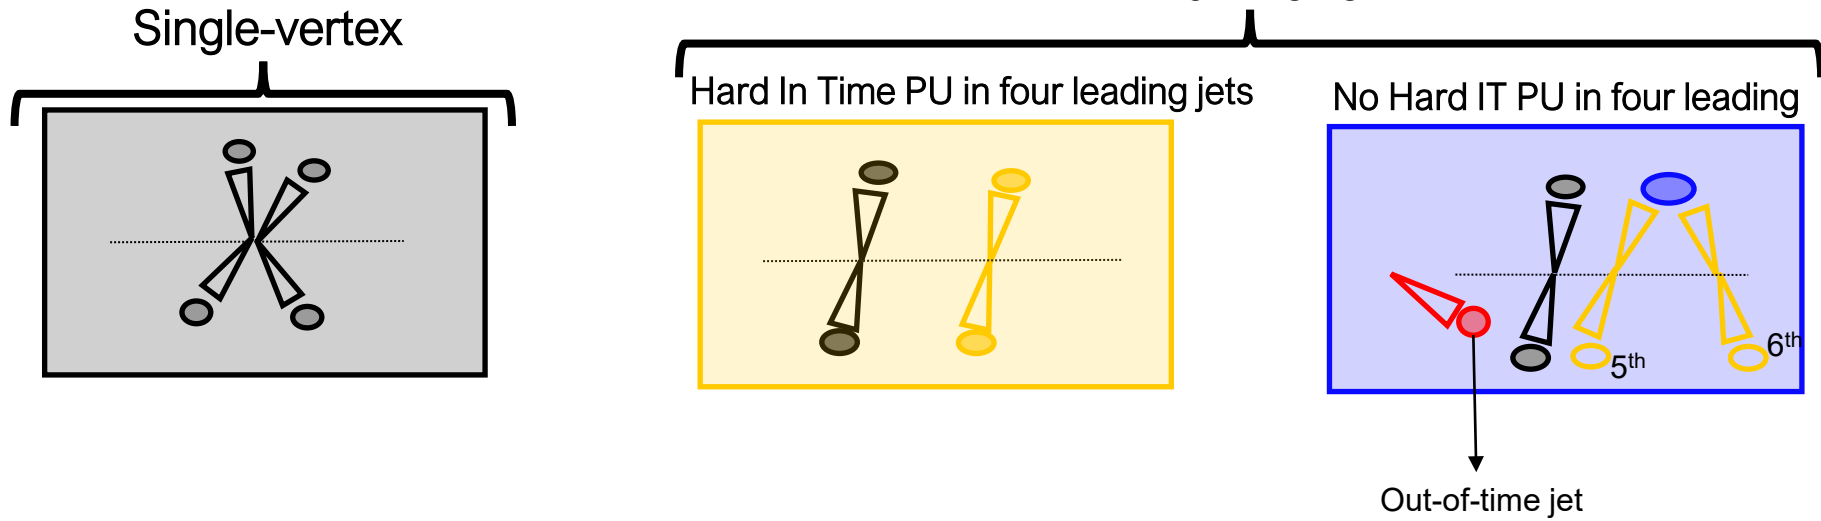 Single-vertex
Hard In Time PU in four leading jets
No Hard IT PU in four leading
5th
6th
Out-of-time jet